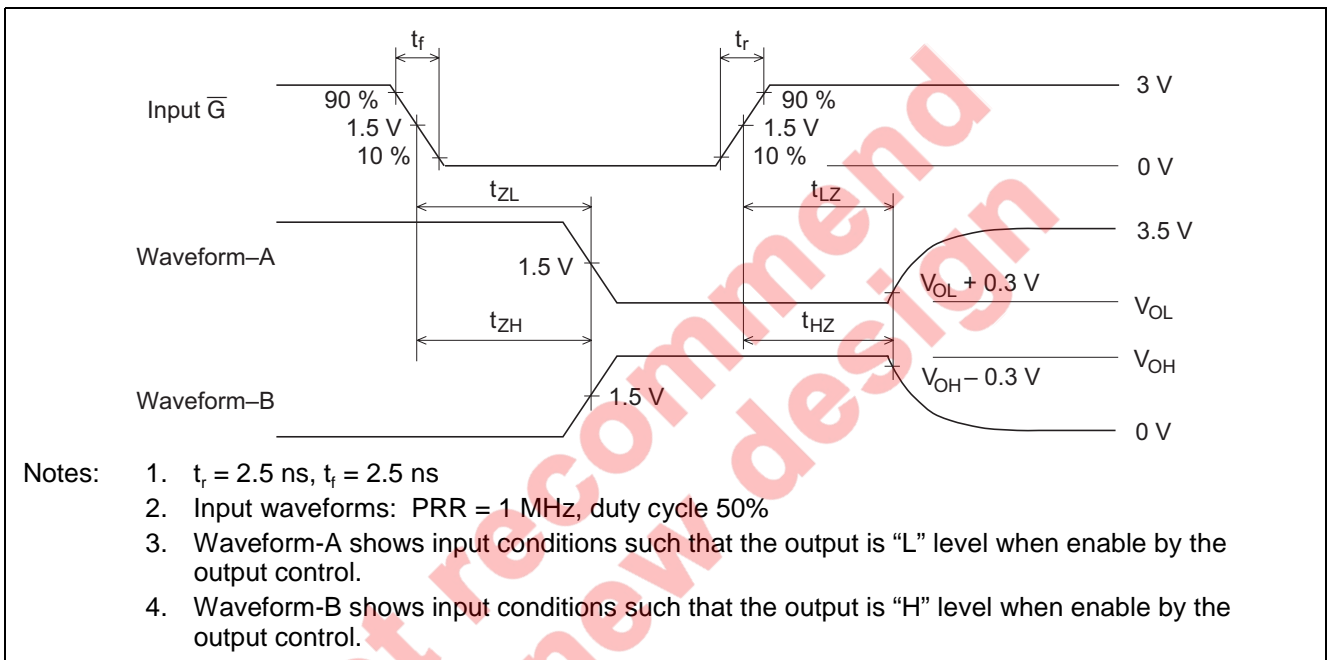 tf tr
Input G̅ 90 % 90 % 3 V
1.5 V 1.5 V
10 % 10 % 0 V
tZL tLZ
Waveform–A 3.5 V
1.5 V VOL + 0.3 V
VOL
tZH tHZ
VOH
VOH – 0.3 V
Waveform–B 1.5 V
0 V
Notes: 1. tr = 2.5 ns, tf = 2.5 ns
2. Input waveforms: PRR = 1 MHz, duty cycle 50%
3. Waveform-A shows input conditions such that the output is “L” level when enable by the
output control.
4. Waveform-B shows input conditions such that the output is “H” level when enable by the
output control.
recommend
new design